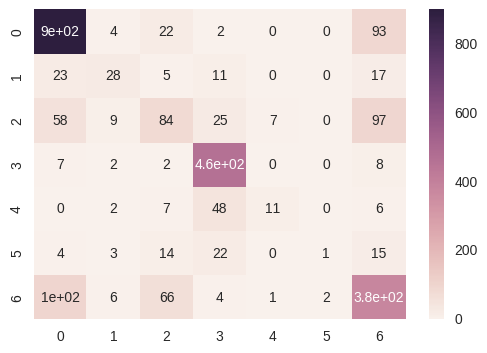 0 9e+02 4 22 2 0 0 93
1 23 28 5 11 0 0 17
2 58 9 84 25 7 0 97
3 7 2 2 4.6e+02 0 0 8
4 0 2 7 48 11 0 6
5 4 3 14 22 0 1 15
6 1e+02 6 66 4 1 2 3.8e+02
0 1 2 3 4 5 6
800
600
400
200
0